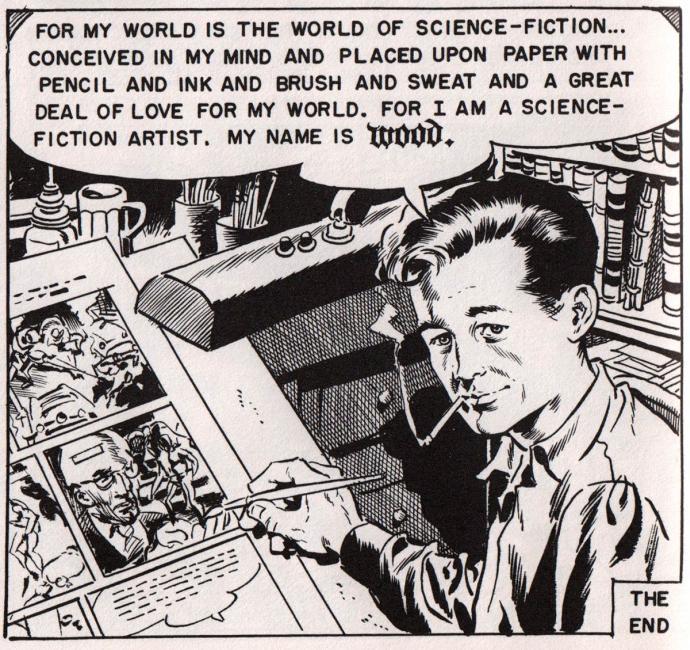 FOR MY WORLD IS THE WORLD OF SCIENCE-FICTION...
CONCEIVED IN MY MIND AND PLACED UPON PAPER WITH
PENCIL AND INK AND BRUSH AND SWEAT AND A GREAT
DEAL OF LOVE FOR MY WORLD. FOR I AM A SCIENCE-
FICTION ARTIST. MY NAME IS wood.
THE
END